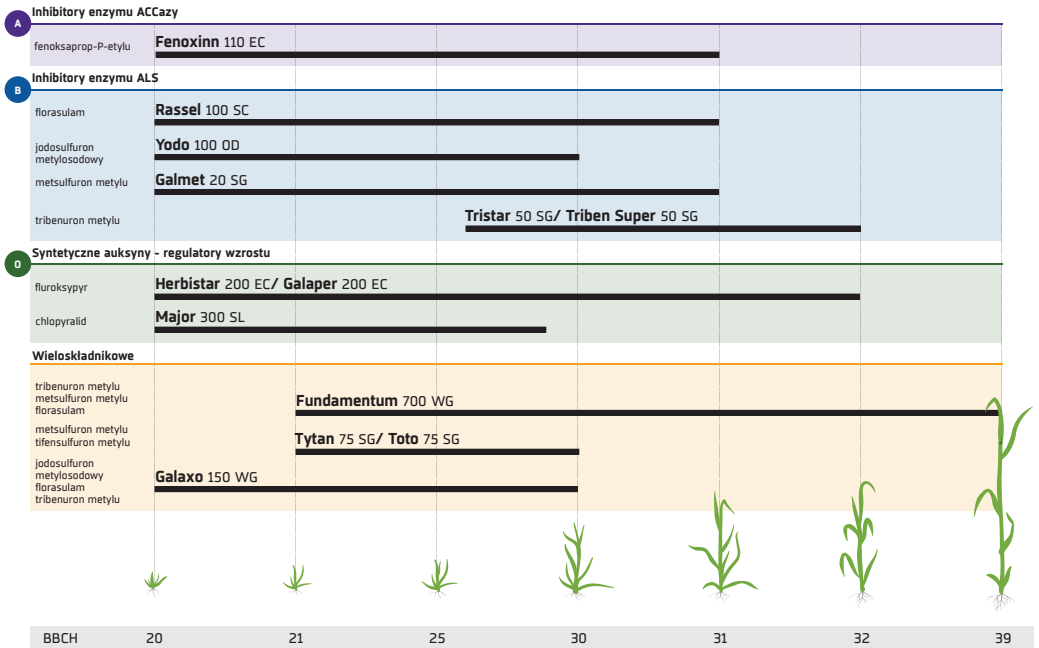 Inhibitory enzymu ACCazy
A
fenoksaprop-P-etylu
Fenoxinn 110 EC
Inhibitory enzymu ALS
B
florasulam
Rassel 100 SC
jodosulfuron
metylosodowy
Yodo 100 OD
metsulfuron metylu
Galmet 20 SG
tribenuron metylu
Tristar 50 SG/ Triben Super 50 SG
Syntetyczne auksyny - regulatory wzrostu
O
fluroksypyr
Herbistar 200 EC/ Galaper 200 EC
chlopyralid
Major 300 SL
Wieloskładnikowe
tribenuron metylu
metsulfuron metylu
florasulam
Fundamentum 700 WG
metsulfuron metylu
tifensulfuron metylu
Tytan 75 SG/ Toto 75 SG
jodosulfuron
metylosodowy
florasulam
tribenuron metylu
Galaxo 150 WG
BBCH 20 21 25 30 31 32 39